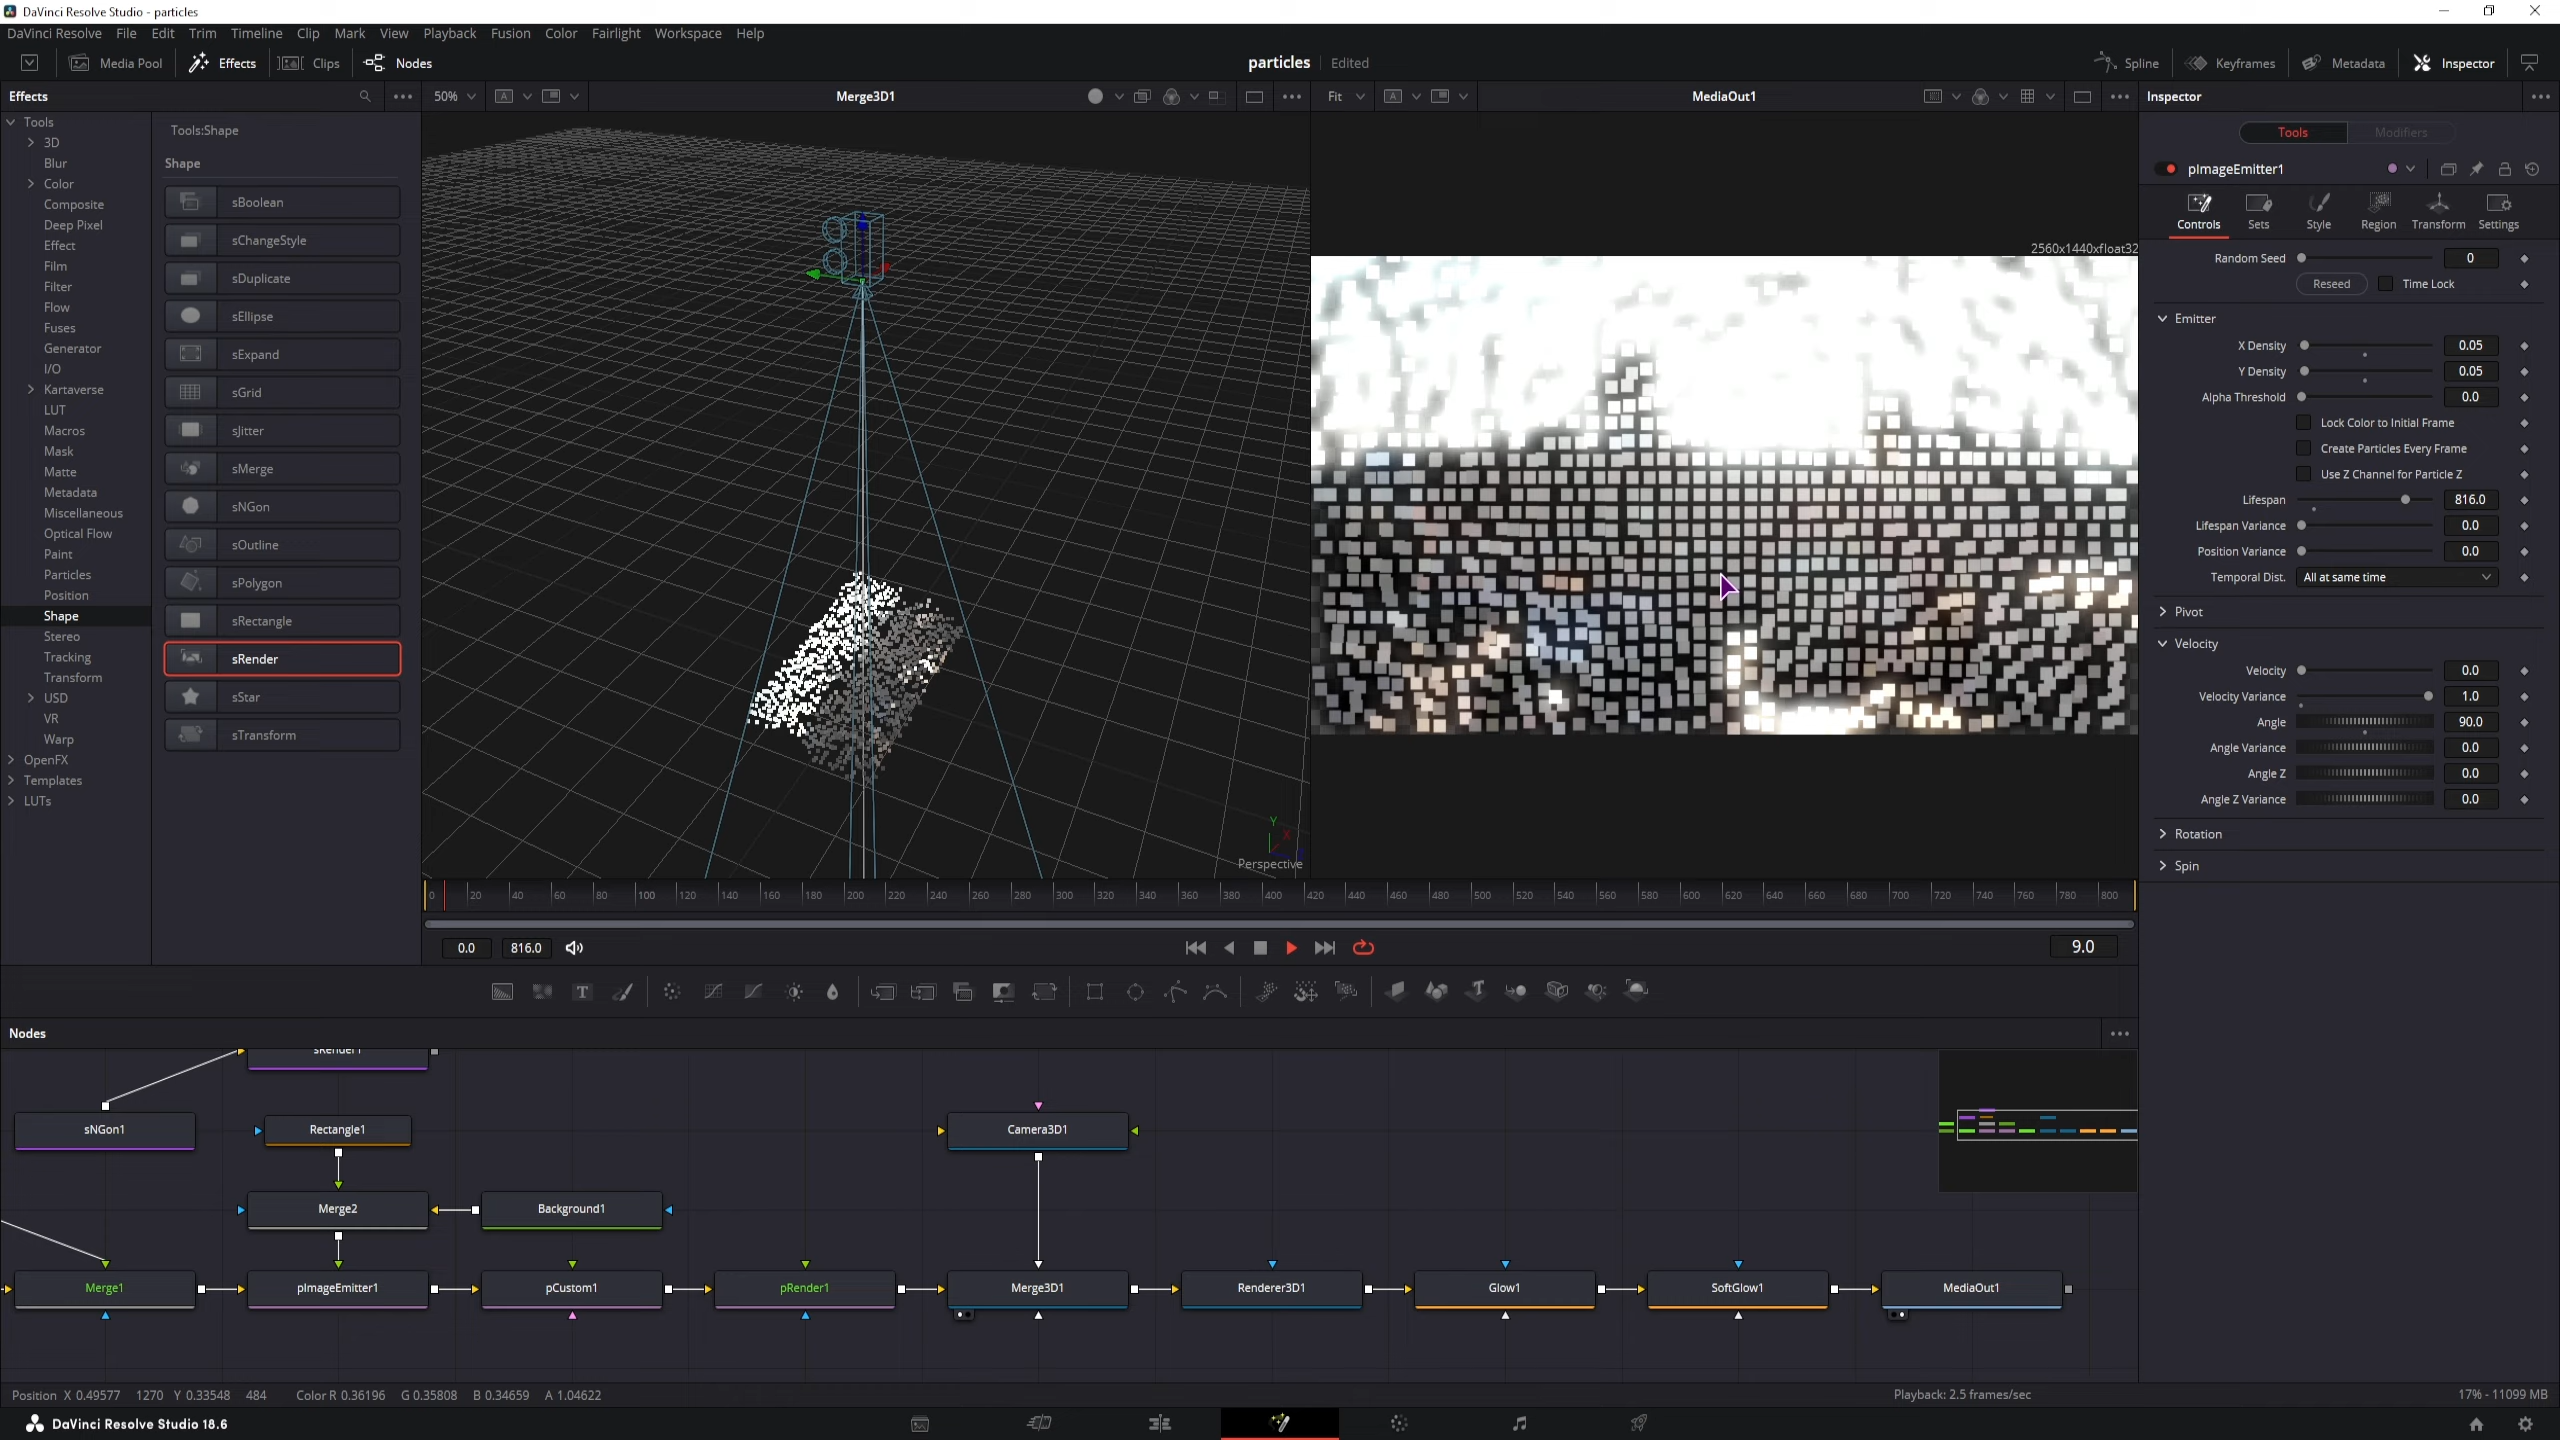 DaVinci Resolve Studio - particles
DaVinci Resolve File Edit Trim Timeline Clip Mark View Playback Fusion Color Fairlight Workspace Help
Media Pool Effects Clips Nodes particles Edited Spline Keyframes Metadata Inspector
Effects 50% A Merge3D1 Fit A MediaOut1 Inspector
Tools
3D
Blur
Color
Composite
Deep Pixel
Effect
Film
Filter
Flow
Fuses
Generator
I/O
Kartaverse
LUT
Macros
Mask
Matte
Metadata
Miscellaneous
Optical Flow
Paint
Particles
Position
Shape
Stereo
Tracking
Transform
USD
VR
Warp
OpenFX
Templates
LUTs
Tools:Shape
Shape
sBoolean
sChangeStyle
sDuplicate
sEllipse
sExpand
sGrid
sJitter
sMerge
sNGon
sOutline
sPolygon
sRectangle
sRender
sStar
sTransform
Y
X
Perspective
2560x1440xfloat32
Tools Modifiers
pImageEmitter1
Controls Sets Style Region Transform Settings
Random Seed 0
Reseed Time Lock
Emitter
X Density 0.05
Y Density 0.05
Alpha Threshold 0.0
Lock Color to Initial Frame
Create Particles Every Frame
Use Z Channel for Particle Z
Lifespan 816.0
Lifespan Variance 0.0
Position Variance 0.0
Temporal Dist. All at same time
Pivot
Velocity
Velocity 0.0
Velocity Variance 1.0
Angle 90.0
Angle Variance 0.0
Angle Z 0.0
Angle Z Variance 0.0
Rotation
Spin
0 20 40 60 80 100 120 140 160 180 200 220 240 260 280 300 320 340 360 380 400 420 440 460 480 500 520 540 560 580 600 620 640 660 680 700 720 740 760 780 800
0.0 816.0 9.0
T T
Nodes
sRender1
sNGon1 Rectangle1 Camera3D1
Merge2 Background1
Merge1 pImageEmitter1 pCustom1 pRender1 Merge3D1 Renderer3D1 Glow1 SoftGlow1 MediaOut1
Position X 0.49577 1270 Y 0.33548 484 Color R 0.36196 G 0.35808 B 0.34659 A 1.04622 Playback: 2.5 frames/sec 17% - 11099 MB
DaVinci Resolve Studio 18.6